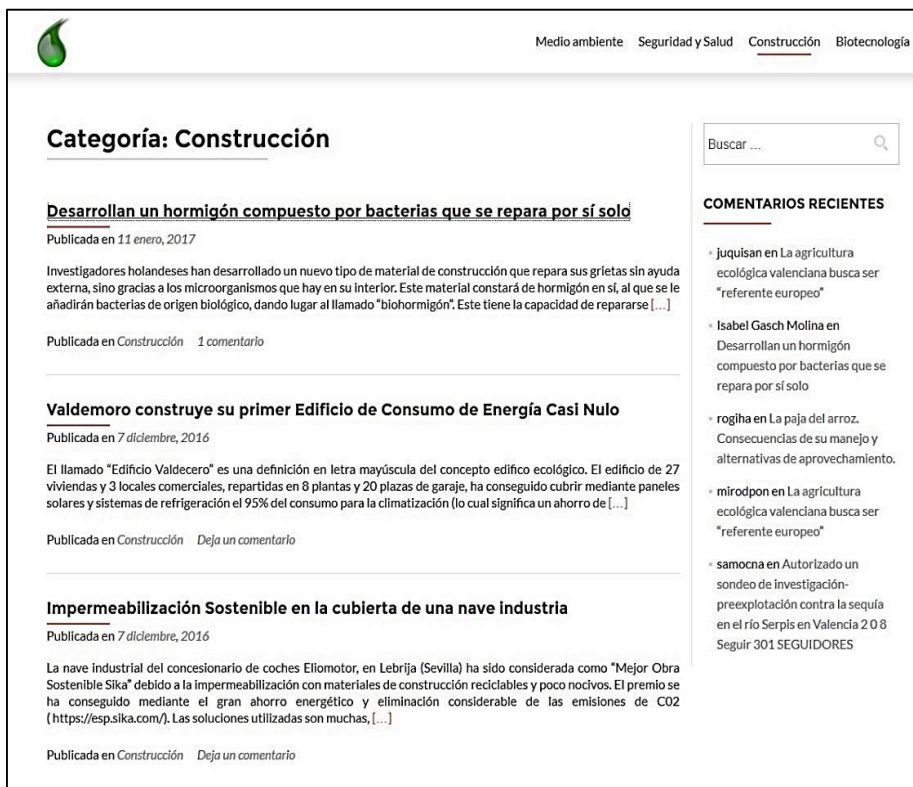 Medio ambiente Seguridad y Salud Construcción Biotecnología
Categoría: Construcción
Desarrollan un hormigón compuesto por bacterias que se repara por sí solo
Publicada en 11 enero, 2017
Investigadores holandeses han desarrollado un nuevo tipo de material de construcción que repara sus grietas sin ayuda
externa, sino gracias a los microorganismos que hay en su interior. Este material constará de hormigón en sí, al que se le
añadirán bacterias de origen biológico, dando lugar al llamado "biohormigón". Este tiene la capacidad de repararse [...]
Publicada en Construcción 1 comentario
Valdemoro construye su primer Edificio de Consumo de Energía Casi Nulo
Publicada en 7 diciembre, 2016
El llamado "Edificio Valdecero" es una definición en letra mayúscula del concepto edifico ecológico. El edificio de 27
viviendas y 3 locales comerciales, repartidas en 8 plantas y 20 plazas de garaje, ha conseguido cubrir mediante paneles
solares y sistemas de refrigeración el 95% del consumo para la climatización (lo cual significa un ahorro de [...]
Publicada en Construcción Deja un comentario
Impermeabilización Sostenible en la cubierta de una nave industria
Publicada en 7 diciembre, 2016
La nave industrial del concesionario de coches Eliomotor, en Lebrija (Sevilla) ha sido considerada como "Mejor Obra
Sostenible Sika" debido a la impermeabilización con materiales de construcción reciclables y poco nocivos. El premio se
ha conseguido mediante el gran ahorro energético y eliminación considerable de las emisiones de C02
( https://esp.sika.com/). Las soluciones utilizadas son muchas, [...]
Publicada en Construcción Deja un comentario
Buscar ...
COMENTARIOS RECIENTES
juquisan en La agricultura
ecológica valenciana busca ser
"referente europeo"
Isabel Gasch Molina en
Desarrollan un hormigón
compuesto por bacterias que se
repara por sí solo
rogiha en La paja del arroz.
Consecuencias de su manejo y
alternativas de aprovechamiento.
mirodpon en La agricultura
ecológica valenciana busca ser
"referente europeo"
samocna en Autorizado un
sondeo de investigación-
preexplotación contra la sequía
en el río Serpis en Valencia 2 0 8
Seguir 301 SEGUIDORES